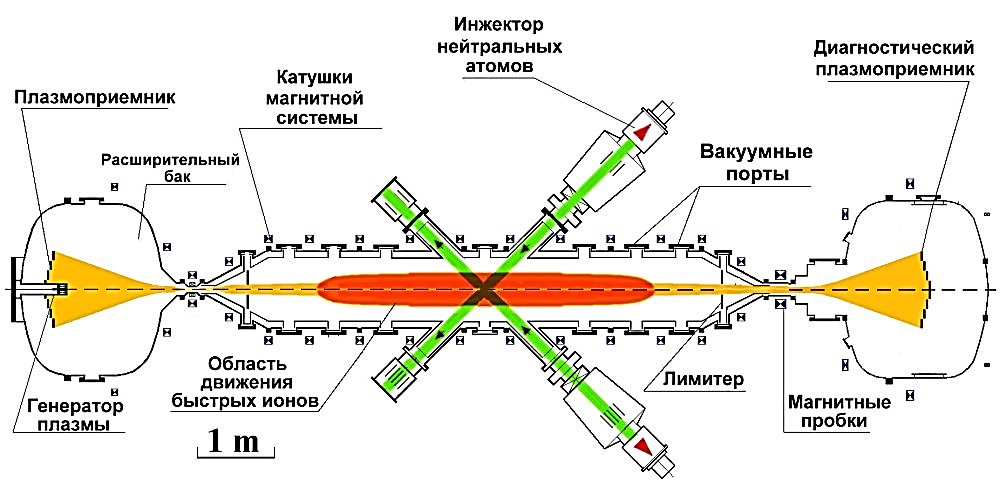 Инжектор
нейтральных
атомов
Диагностический
плазмоприемник
Катушки
магнитной
системы
Плазмоприемник
Расширительный
бак
Вакуумные
порты
Область
движения
быстрых ионов
Лимитер
Генератор
плазмы
Магнитные
пробки
1 m